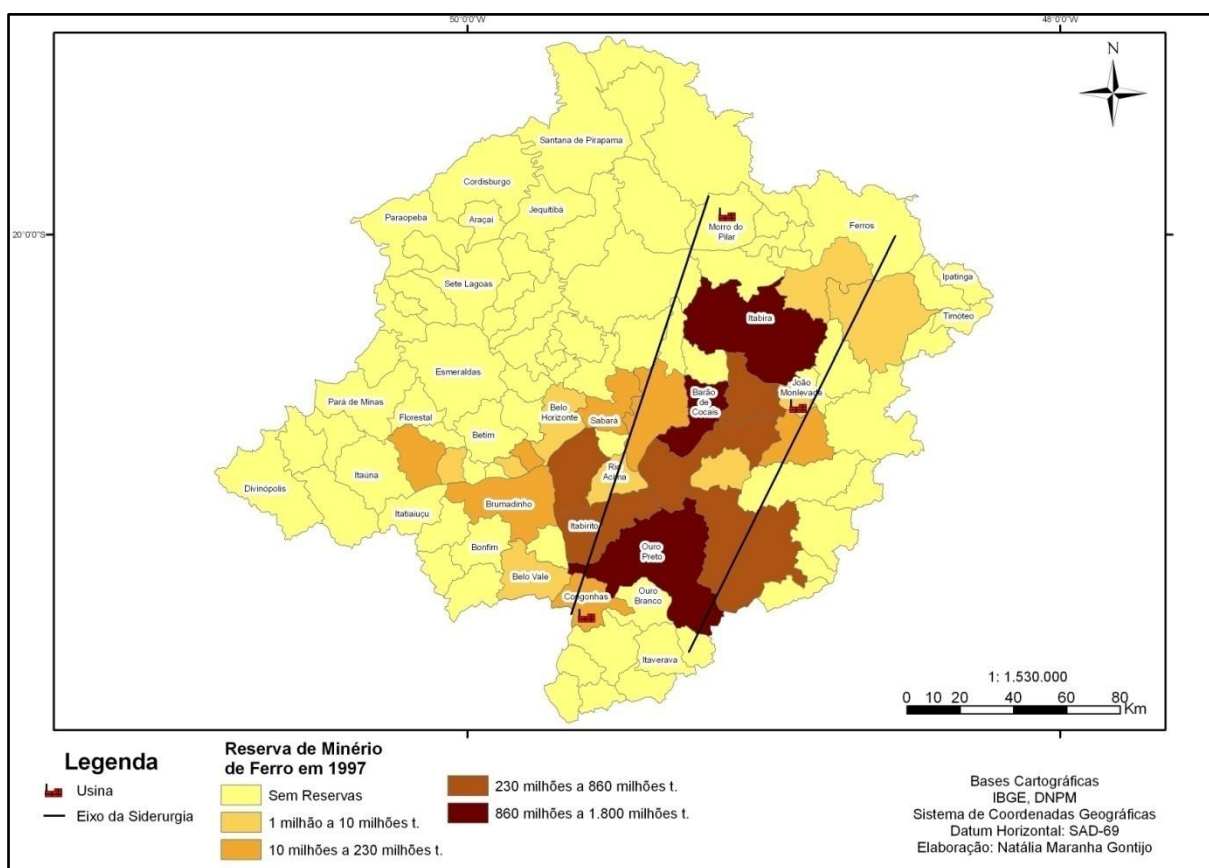 50°0'0"W
48°0'0"W
N
Santana de Pirapama
Cordisburgo
Jequitibá
Paraopeba
Araçai
Morro do
Pilar
Ferros
20°0'0"S
Ipatinga
Sete Lagoas
Timóteo
Itabira
Esmeraldas
João
Monlevade
Pará de Minas
Florestal
Belo
Horizonte
Sabará
Barão
de
Cocais
Betim
Itaúna
Rio
Acima
Divinópolis
Brumadinho
Itatiaiuçu
Itabirito
Bonfim
Ouro
Preto
Belo Vale
Congonhas
Ouro
Branco
Itaverava
1: 1.530.000
0 10 20 40 60 80
Km
Legenda
Usina
Eixo da Siderurgia
Reserva de Minério
de Ferro em 1997
Sem Reservas
1 milhão a 10 milhões t.
10 milhões a 230 milhões t.
230 milhões a 860 milhões t.
860 milhões a 1.800 milhões t.
Bases Cartográficas
IBGE, DNPM
Sistema de Coordenadas Geográficas
Datum Horizontal: SAD-69
Elaboração: Natália Maranha Gontijo